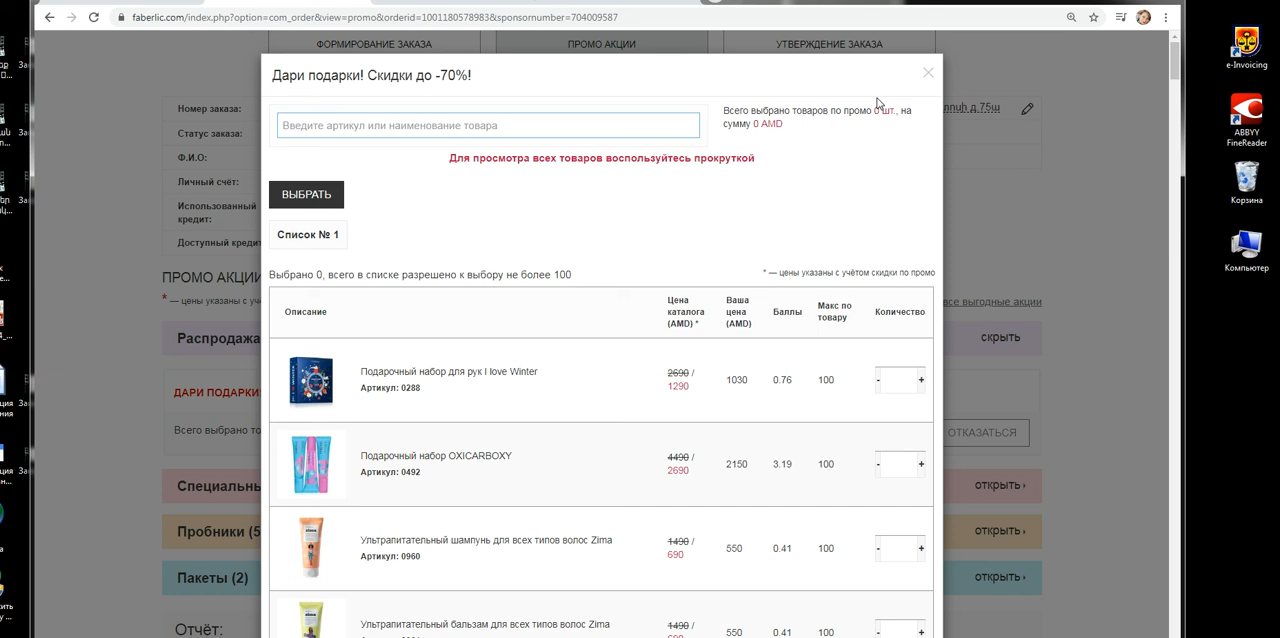 faberlic.com/index.php?option=com_order&view=promo&orderid=1001180578983&sponsornumber=704009587
ФОРМИРОВАНИЕ ЗАКАЗА
ПРОМО АКЦИИ
УТВЕРЖДЕНИЕ ЗАКАЗА
Дари подарки! Скидки до -70%!
Введите артикул или наименование товара
Всего выбрано товаров по промо 0 шт., на
сумму 0 AMD
Для просмотра всех товаров воспользуйтесь прокруткой
ВЫБРАТЬ
Список № 1
Выбрано 0, всего в списке разрешено к выбору не более 100
* — цены указаны с учётом скидки по промо
Описание
Цена
каталога
(AMD) *
Ваша
цена
(AMD)
Баллы
Макс по
товару
Количество
Подарочный набор для рук I love Winter
Артикул: 0288
2690 /
1290
1030
0.76
100
-
+
Подарочный набор OXICARBOXY
Артикул: 0492
4490 /
2690
2150
3.19
100
-
+
Ультрапитательный шампунь для всех типов волос Zima
Артикул: 0960
1490 /
690
550
0.41
100
-
+
Ультрапитательный бальзам для всех типов волос Zima
1490 /
550
0.41
100
-
+
Номер заказа:
Статус заказа:
Ф.И.О:
Личный счёт:
Использованный
кредит:
Доступный кредит
ПРОМО АКЦИИ
* — цены указаны с учё
все выгодные акции
Распродажа
скрыть
ДАРИ ПОДАРКИ!
Всего выбрано то
ОТКАЗАТЬСЯ
Специальн
открыть ›
Пробники (5
открыть ›
Пакеты (2)
открыть ›
Отчёт:
e-Invoicing
ABBYY
FineReader
Корзина
Компьютер